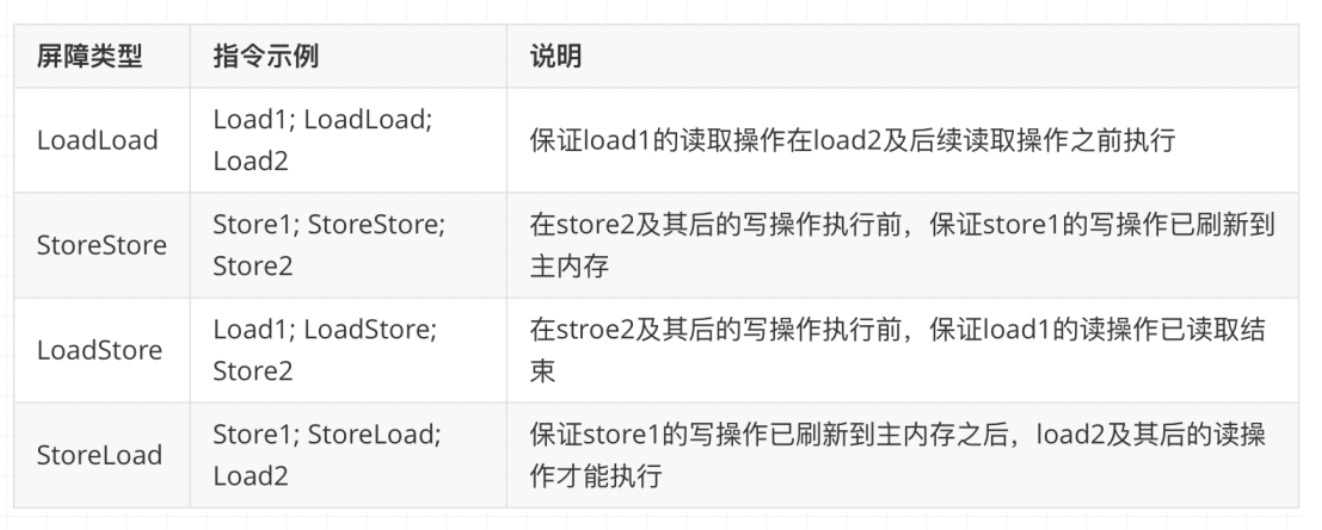 屏障类型
指令示例
说明
LoadLoad
Load1; LoadLoad;
Load2
保证load1的读取操作在load2及后续读取操作之前执行
StoreStore
Store1; StoreStore;
Store2
在store2及其后的写操作执行前，保证store1的写操作已刷新到
主内存
LoadStore
Load1; LoadStore;
Store2
在stroe2及其后的写操作执行前，保证load1的读操作已读取结
束
StoreLoad
Store1; StoreLoad;
Load2
保证store1的写操作已刷新到主内存之后，load2及其后的读操
作才能执行